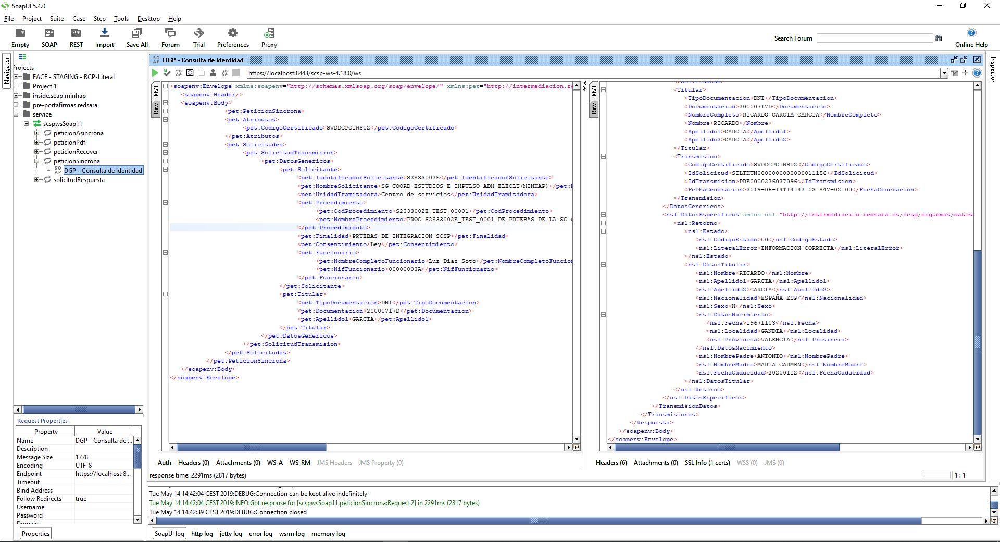 SoapUI 5.4.0
File Project Suite Case Step Tools Desktop Help
Empty SOAP REST Import Save All Forum Trial Preferences Proxy
Search Forum
Online Help
Navigator
Projects
FACE - STAGING - RCP-Literal
Project 1
inside.seap.minhap
pre-portafirmas.redsara
service
scspwsSoap11
peticionAsincrona
peticionPdf
peticionRecover
peticionSincrona
DGP - Consulta de identidad
solicitudRespuesta
Request Properties
Property Value
Name DGP - Consulta de ...
Description
Message Size 1778
Encoding UTF-8
Endpoint https://localhost:8...
Timeout
Bind Address
Follow Redirects true
Username
Password
Domain
Properties
DGP - Consulta de identidad
https://localhost:8443/scsp-ws-4.18.0/ws
XML
Raw
<soapenv:Envelope xmlns:soapenv="http://schemas.xmlsoap.org/soap/envelope/" xmlns:pet="http://intermediacion.re
<soapenv:Header/>
<soapenv:Body>
<pet:PeticionSincrona>
<pet:Atributos>
<pet:CodigoCertificado>SVDDGPCIWS02</pet:CodigoCertificado>
</pet:Atributos>
<pet:Solicitudes>
<pet:SolicitudTransmision>
<pet:DatosGenericos>
<pet:Solicitante>
<pet:IdentificadorSolicitante>S2833002E</pet:IdentificadorSolicitante>
<pet:NombreSolicitante>SG COORD ESTUDIOS E IMPULSO ADM ELECLT(MINHAP)</pet:N
<pet:UnidadTramitadora>Centro de servicios</pet:UnidadTramitadora>
<pet:Procedimiento>
<pet:CodProcedimiento>S2833002E_TEST_00001</pet:CodProcedimiento>
<pet:NombreProcedimiento>PROC S2833002E_TEST_0001 DE PRUEBAS DE LA SG C
</pet:Procedimiento>
<pet:Finalidad>PRUEBAS DE INTEGRACION SCSP</pet:Finalidad>
<pet:Consentimiento>Ley</pet:Consentimiento>
<pet:Funcionario>
<pet:NombreCompletoFuncionario>Luz Diaz Soto</pet:NombreCompletoFuncion
<pet:NifFuncionario>00000003A</pet:NifFuncionario>
</pet:Funcionario>
</pet:Solicitante>
<pet:Titular>
<pet:TipoDocumentacion>DNI</pet:TipoDocumentacion>
<pet:Documentacion>20000717D</pet:Documentacion>
<pet:Apellido1>GARCIA</pet:Apellido1>
</pet:Titular>
</pet:DatosGenericos>
</pet:SolicitudTransmision>
</pet:Solicitudes>
</pet:PeticionSincrona>
</soapenv:Body>
</soapenv:Envelope>
Auth Headers (0) Attachments (0) WS-A WS-RM JMS Headers JMS Property (0)
response time: 2291ms (2817 bytes)
XML
Raw
</Solicitante>
<Titular>
<TipoDocumentacion>DNI</TipoDocumentacion>
<Documentacion>20000717D</Documentacion>
<NombreCompleto>RICARDO GARCIA GARCIA</NombreCompleto>
<Nombre>RICARDO</Nombre>
<Apellido1>GARCIA</Apellido1>
<Apellido2>GARCIA</Apellido2>
</Titular>
<Transmision>
<CodigoCertificado>SVDDGPCIWS02</CodigoCertificado>
<IdSolicitud>SILTHUN0000000000000011156</IdSolicitud>
<IdTransmision>PRE0000226027096</IdTransmision>
<FechaGeneracion>2019-05-14T14:42:03.847+02:00</FechaGeneracion>
</Transmision>
</DatosGenericos>
<ns1:DatosEspecificos xmlns:ns1="http://intermediacion.redsara.es/scsp/esquemas/datose
<ns1:Retorno>
<ns1:Estado>
<ns1:CodigoEstado>00</ns1:CodigoEstado>
<ns1:LiteralError>INFORMACION CORRECTA</ns1:LiteralError>
</ns1:Estado>
<ns1:DatosTitular>
<ns1:Nombre>RICARDO</ns1:Nombre>
<ns1:Apellido1>GARCIA</ns1:Apellido1>
<ns1:Apellido2>GARCIA</ns1:Apellido2>
<ns1:Nacionalidad>ESPAÑA-ESP</ns1:Nacionalidad>
<ns1:Sexo>M</ns1:Sexo>
<ns1:DatosNacimiento>
<ns1:Fecha>19671103</ns1:Fecha>
<ns1:Localidad>GANDIA</ns1:Localidad>
<ns1:Provincia>VALENCIA</ns1:Provincia>
</ns1:DatosNacimiento>
<ns1:NombrePadre>ANTONIO</ns1:NombrePadre>
<ns1:NombreMadre>MARIA CARMEN</ns1:NombreMadre>
<ns1:FechaCaducidad>20200112</ns1:FechaCaducidad>
</ns1:DatosTitular>
</ns1:Retorno>
</ns1:DatosEspecificos>
</TransmisionDatos>
</Transmisiones>
</Respuesta>
</soapenv:Body>
</soapenv:Envelope>
Headers (6) Attachments (0) SSL Info (1 certs) WSS (0) JMS (0)
1 : 1
Inspector
Tue May 14 14:42:04 CEST 2019:DEBUG:Connection can be kept alive indefinitely
Tue May 14 14:42:04 CEST 2019:INFO:Got response for [scspwsSoap11.peticionSincrona:Request 2] in 2291ms (2817 bytes)
Tue May 14 14:42:39 CEST 2019:DEBUG:Connection closed
SoapUI log http log jetty log error log wsrm log memory log